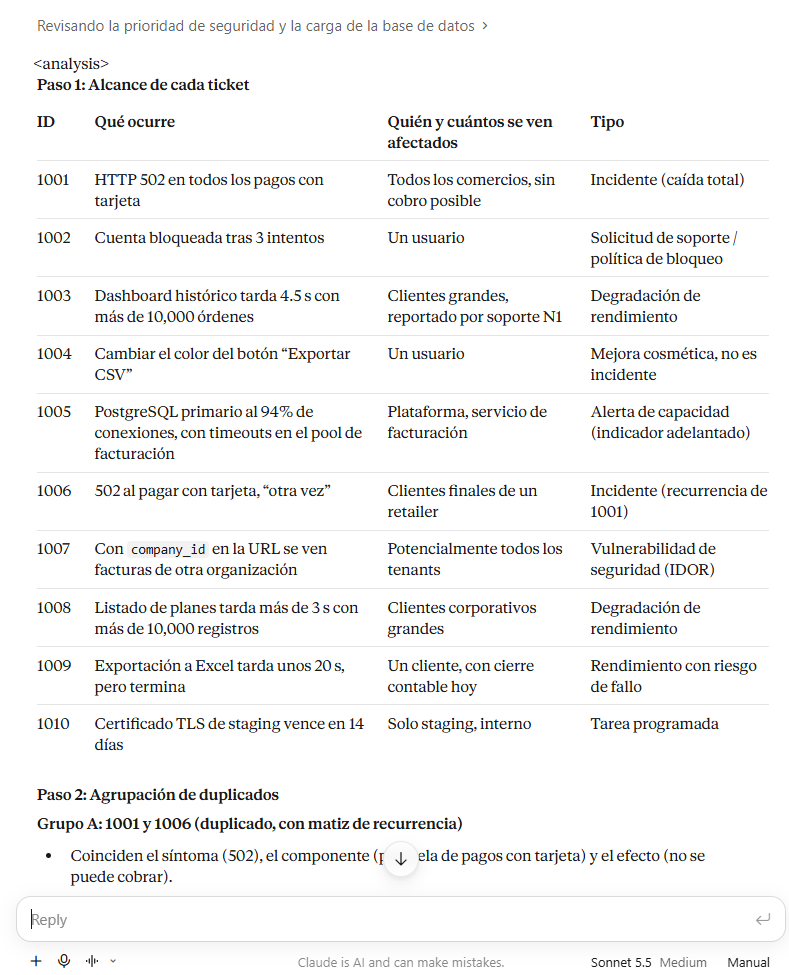 Revisando la prioridad de seguridad y la carga de la base de datos >
<analysis>
Paso 1: Alcance de cada ticket
ID Qué ocurre Quién y cuántos se ven afectados Tipo
1001 HTTP 502 en todos los pagos con tarjeta Todos los comercios, sin cobro posible Incidente (caída total)
1002 Cuenta bloqueada tras 3 intentos Un usuario Solicitud de soporte / política de bloqueo
1003 Dashboard histórico tarda 4.5 s con más de 10,000 órdenes Clientes grandes, reportado por soporte N1 Degradación de rendimiento
1004 Cambiar el color del botón “Exportar CSV” Un usuario Mejora cosmética, no es incidente
1005 PostgreSQL primario al 94% de conexiones, con timeouts en el pool de facturación Plataforma, servicio de facturación Alerta de capacidad (indicador adelantado)
1006 502 al pagar con tarjeta, “otra vez” Clientes finales de un retailer Incidente (recurrencia de 1001)
1007 Con company_id en la URL se ven facturas de otra organización Potencialmente todos los tenants Vulnerabilidad de seguridad (IDOR)
1008 Listado de planes tarda más de 3 s con más de 10,000 registros Clientes corporativos grandes Degradación de rendimiento
1009 Exportación a Excel tarda unos 20 s, pero termina Un cliente, con cierre contable hoy Rendimiento con riesgo de fallo
1010 Certificado TLS de staging vence en 14 días Solo staging, interno Tarea programada
Paso 2: Agrupación de duplicados
Grupo A: 1001 y 1006 (duplicado, con matiz de recurrencia)
• Coinciden el síntoma (502), el componente ( de pagos con tarjeta) y el efecto (no se
puede cobrar).
Reply
Claude is AI and can make mistakes. Sonnet 5.5 Medium Manual